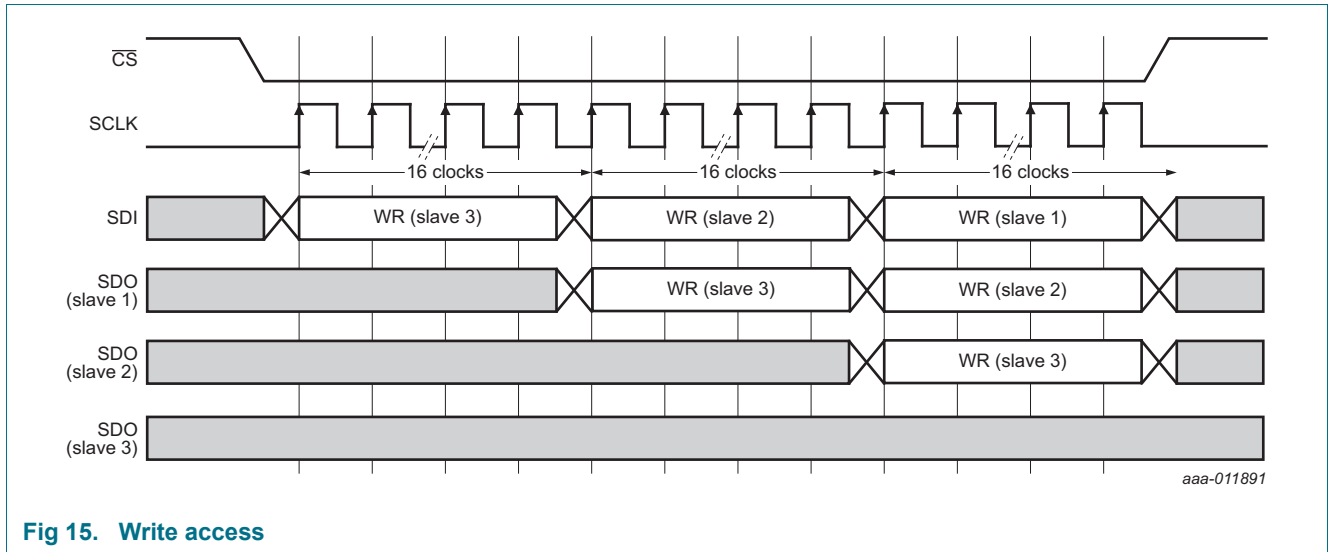 CS
SCLK
16 clocks 16 clocks 16 clocks
SDI WR (slave 3) WR (slave 2) WR (slave 1)
SDO
(slave 1) WR (slave 3) WR (slave 2)
SDO
(slave 2) WR (slave 3)
SDO
(slave 3)
aaa-011891
Fig 15. Write access